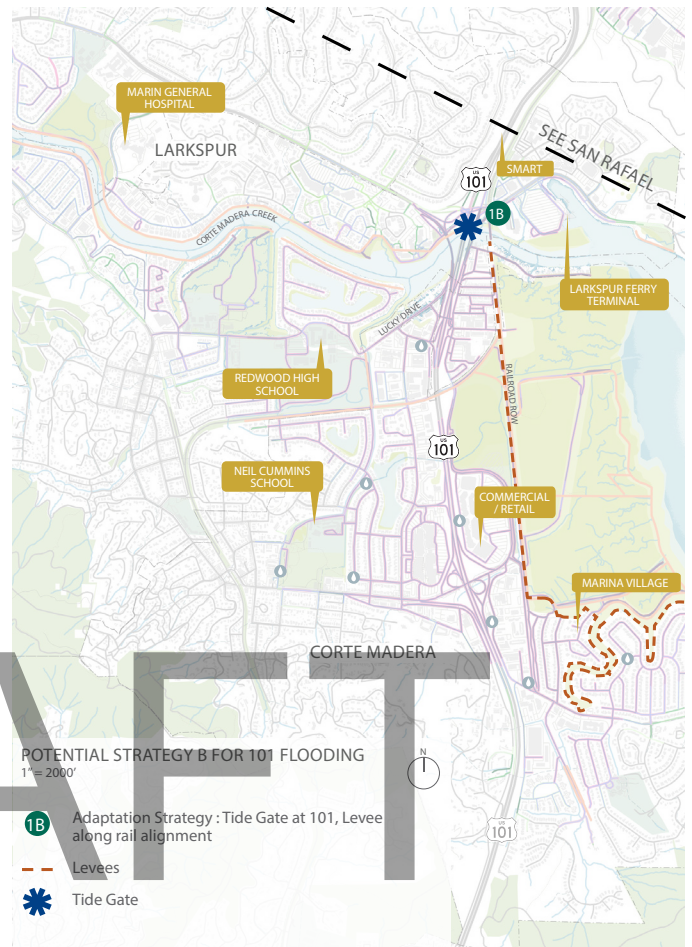 MARIN GENERAL
HOSPITAL
LARKSPUR
SEE SAN RAFAEL
SMART
US
101
1B
CORTE MADERA CREEK
LARKSPUR FERRY
TERMINAL
LUCKY DRIVE
REDWOOD HIGH
SCHOOL
RAILROAD ROW
US
101
NEIL CUMMINS
SCHOOL
COMMERCIAL
/ RETAIL
MARINA VILLAGE
CORTE MADERA
AFT
POTENTIAL STRATEGY B FOR 101 FLOODING
1" = 2000'
N
US
101
1B Adaptation Strategy : Tide Gate at 101, Levee
along rail alignment
Levees
Tide Gate